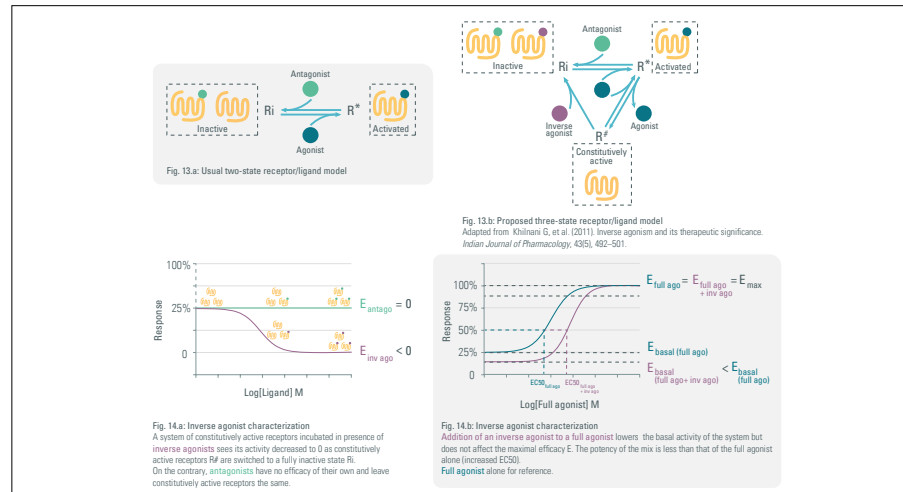 Antagonist
Ri
R*
Inactive
Activated
Agonist
Fig. 13.a: Usual two-state receptor/ligand model
Antagonist
Inactive
Ri
R*
Activated
Inverse
agonist
Agonist
R#
Constitutively
active
Fig. 13.b: Proposed three-state receptor/ligand model
Adapted from Khilnani G, et al. (2011). Inverse agonism and its therapeutic significance.
Indian Journal of Pharmacology, 43(5), 492–501.
100%
25%
0
Response
E antago = 0
E inv ago < 0
Log[Ligand] M
Fig. 14.a: Inverse agonist characterization
A system of constitutively active receptors incubated in presence of
inverse agonists sees its activity decreased to 0 as constitutively
active receptors R# are switched to a fully inactive state Ri.
On the contrary, antagonists have no efficacy of their own and leave
constitutively active receptors the same.
100%
75%
50%
25%
0
Response
E full ago = E full ago + inv ago = E max
E basal (full ago)
E basal (full ago+ inv ago) < E basal (full ago)
EC50 full ago
EC50 full ago + inv ago
Log[Full agonist] M
Fig. 14.b: Inverse agonist characterization
Addition of an inverse agonist to a full agonist lowers the basal activity of the system but
does not affect the maximal efficacy E. The potency of the mix is less than that of the full agonist
alone (increased EC50).
Full agonist alone for reference.